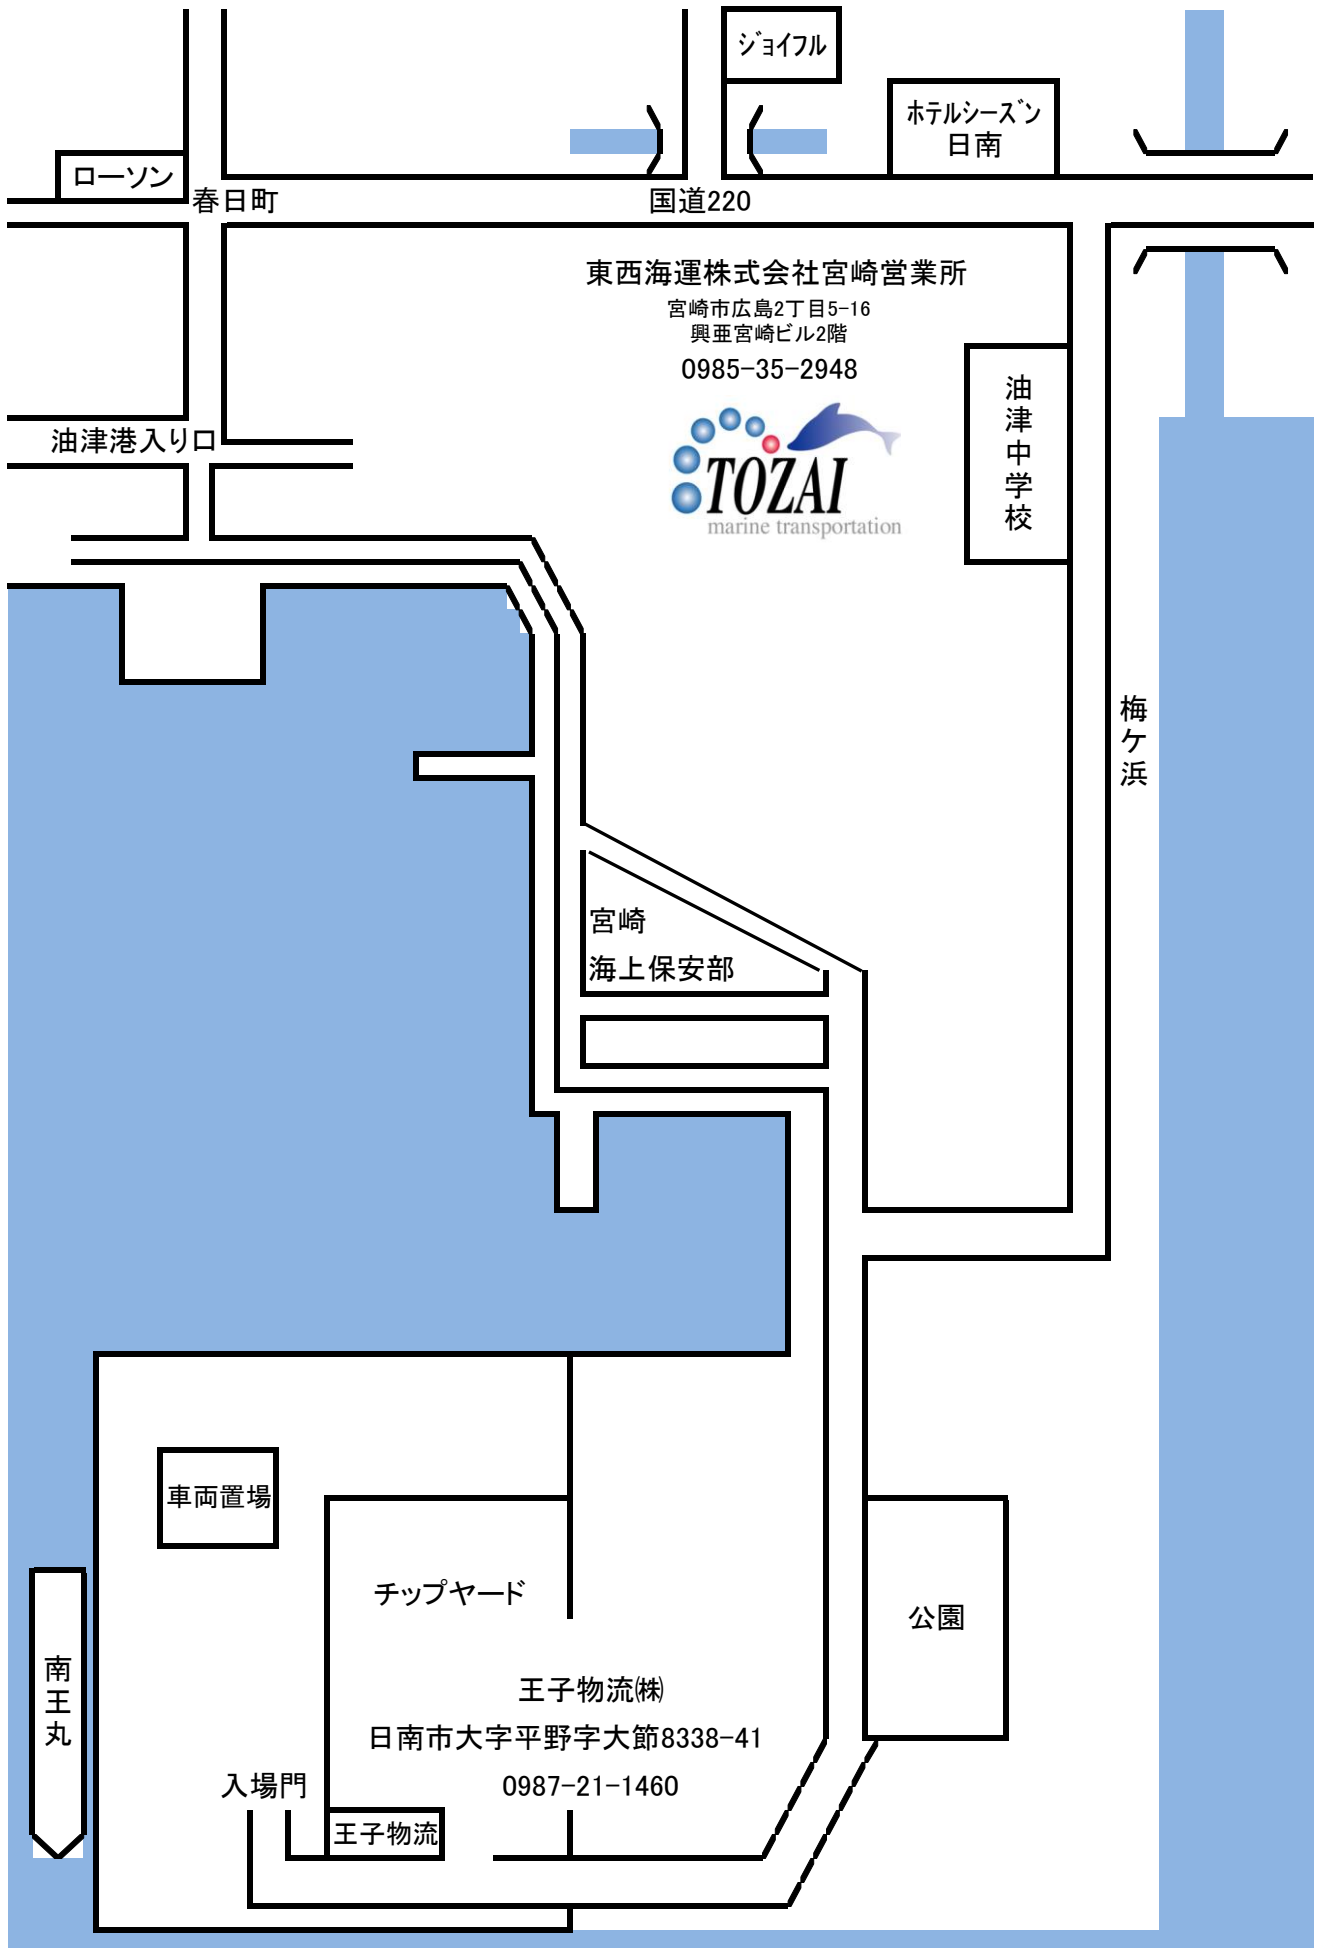 ジョイフル
ホテルシーズン
日南
ローソン
春日町
国道220
東西海運株式会社宮崎営業所
宮崎市広島2丁目5-16
興亜宮崎ビル2階
0985-35-2948
油津中学校
油津港入り口
TOZAI
marine transportation
梅ケ浜
宮崎
海上保安部
車両置場
チップヤード
公園
南王丸
王子物流㈱
日南市大字平野字大節8338-41
0987-21-1460
入場門
王子物流